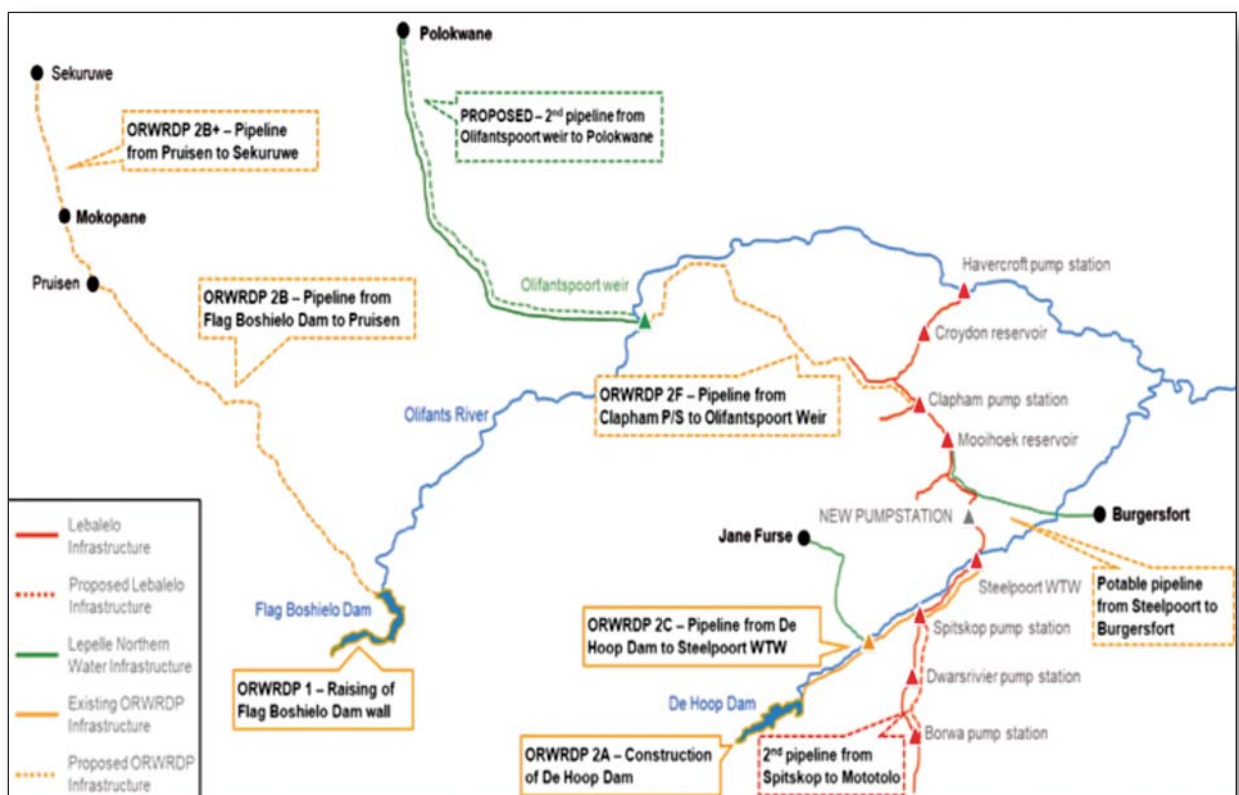 Polokwane
Sekuruwe
ORWRDP 2B+ – Pipeline
from Pruisen to Sekuruwe
PROPOSED – 2nd pipeline from
Olifantspoort weir to Polokwane
Mokopane
Pruisen
ORWRDP 2B – Pipeline from
Flag Boshielo Dam to Pruisen
Olifantspoort weir
Havercroft pump station
Croydon reservoir
ORWRDP 2F – Pipeline from
Clapham P/S to Olifantspoort Weir
Clapham pump station
Olifants River
Mooihoek reservoir
NEW PUMPSTATION
Burgersfort
Jane Furse
Steelpoort WTW
Potable pipeline
from Steelpoort to
Burgersfort
Flag Boshielo Dam
ORWRDP 2C – Pipeline from De
Hoop Dam to Steelpoort WTW
Spitskop pump station
Dwarsrivier pump station
ORWRDP 1 – Raising of
Flag Boshielo Dam wall
De Hoop Dam
Borwa pump station
ORWRDP 2A – Construction
of De Hoop Dam
2nd pipeline from
Spitskop to Mototolo
Lebalelo
Infrastructure
Proposed Lebalelo
Infrastructure
Lepelle Northern
Water Infrastructure
Existing ORWRDP
Infrastructure
Proposed ORWRDP
Infrastructure